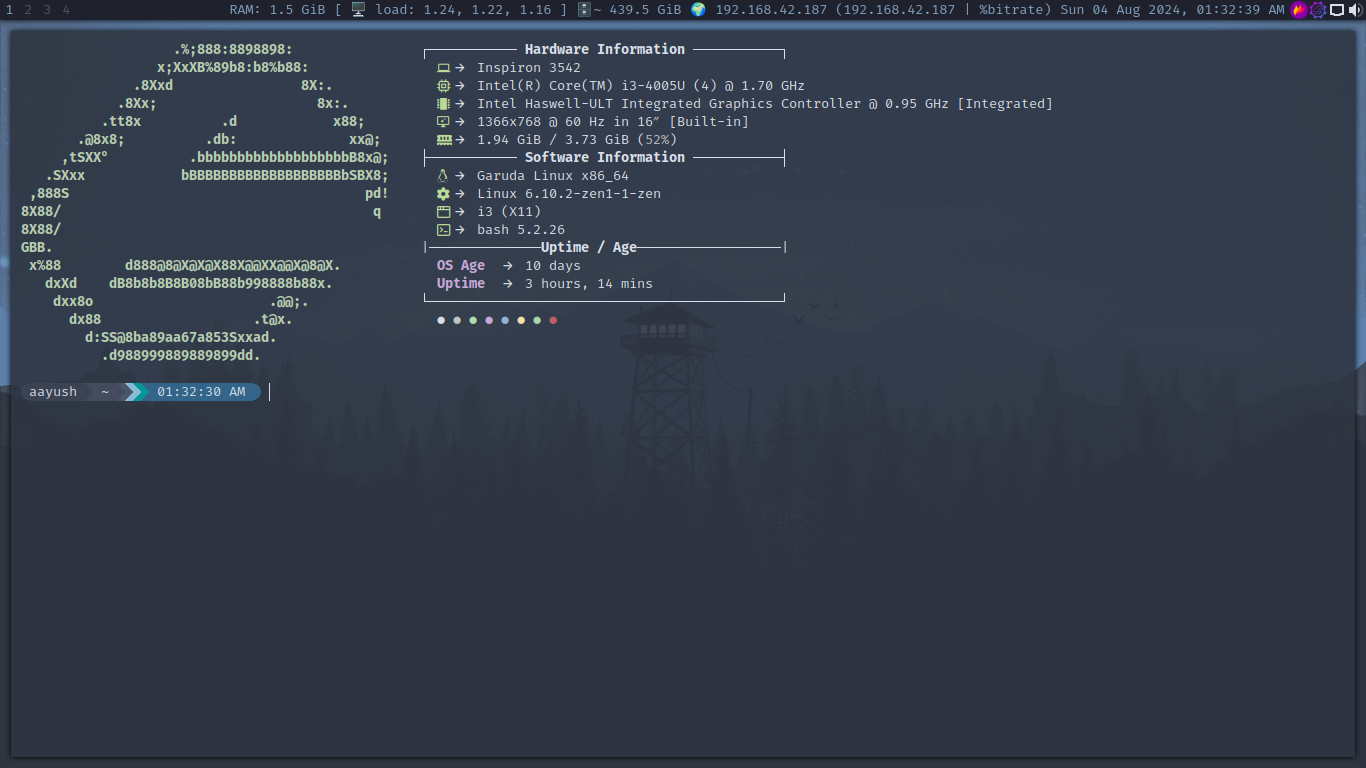 1 2 3 4 RAM: 1.5 GiB [ load: 1.24, 1.22, 1.16 ] ~ 439.5 GiB 192.168.42.187 (192.168.42.187 | %bitrate) Sun 04 Aug 2024, 01:32:39 AM
.%;888:8898898:
x;XxXB%89b8:b8%b88:
.8Xxd 8X:.
.8Xx; 8x:.
.tt8x .d x88;
.@8x8; .db: xx@;
,tSXX° .bbbbbbbbbbbbbbbbbbbB8x@;
.SXxx bBBBBBBBBBBBBBBBBBBBbSBX8;
,888S pd!
8X88/ q
8X88/
GBB.
x%88 d888@8@X@X@X88X@@XX@@X@8@X.
dxXd dB8b8b8B8B08bB88b998888b88x.
dxx8o .@@;.
dx88 .t@x.
d:SS@8ba89aa67a853Sxxad.
.d988999889889899dd.
Hardware Information
Inspiron 3542
Intel(R) Core(TM) i3-4005U (4) @ 1.70 GHz
Intel Haswell-ULT Integrated Graphics Controller @ 0.95 GHz [Integrated]
1366x768 @ 60 Hz in 16″ [Built-in]
1.94 GiB / 3.73 GiB (52%)
Software Information
Garuda Linux x86_64
Linux 6.10.2-zen1-1-zen
i3 (X11)
bash 5.2.26
Uptime / Age
OS Age → 10 days
Uptime → 3 hours, 14 mins
aayush ~ 01:32:30 AM